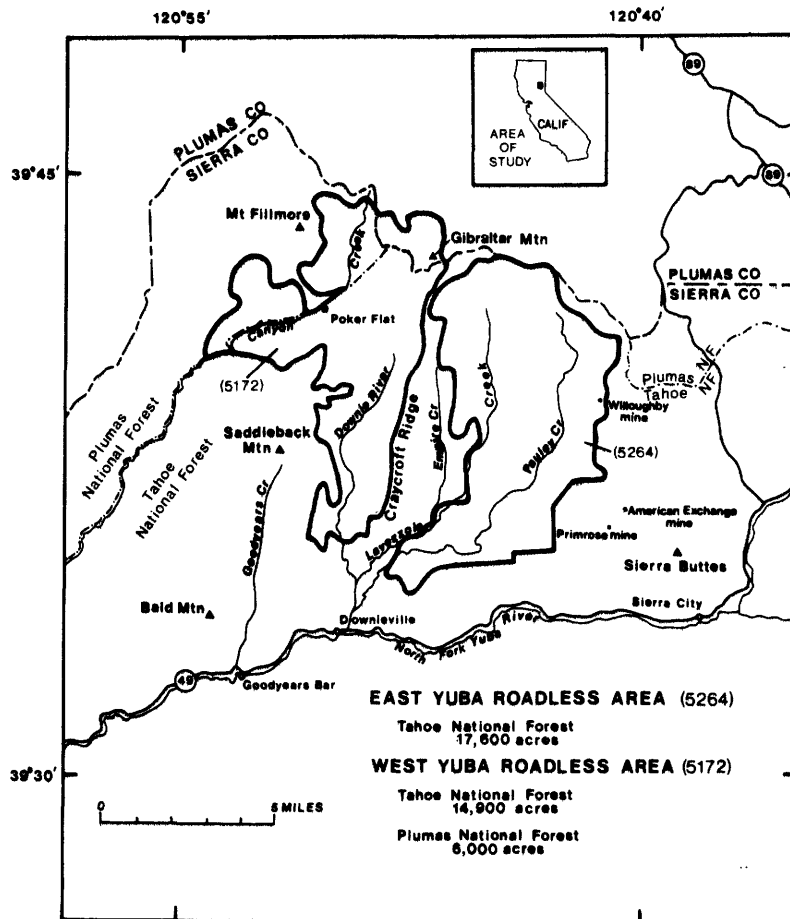 120°55'
120°40'
89
PLUMAS CO
SIERRA CO
CALIF
AREA
OF
STUDY
39°45'
89
Mt Fillmore
Creek
Gibraltar Mtn
PLUMAS CO
SIERRA CO
Canyon
Poker Flat
(5172)
Downie River
Plumas NF
Tahoe NF
Plumas
National Forest
Tahoe
National Forest
Saddleback
Mtn
Craycroft Ridge
Empire Cr
Creek
Pauley Cr
Willoughby
mine
(5264)
Goodyears Cr
Lavezzola
American Exchange
mine
Primrose mine
Sierra Buttes
Bald Mtn
Downieville
Sierra City
North Fork Yuba River
49
Goodyears Bar
EAST YUBA ROADLESS AREA (5264)
Tahoe National Forest
17,600 acres
39°30'
WEST YUBA ROADLESS AREA (5172)
0 5 MILES
Tahoe National Forest
14,900 acres
Plumas National Forest
6,000 acres